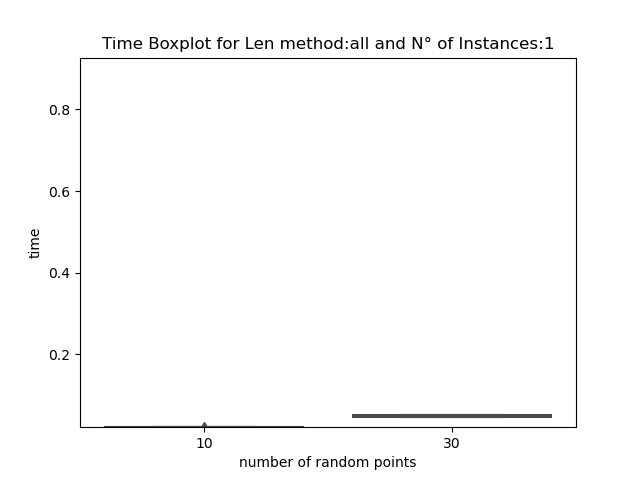 Time Boxplot for Len method:all and N° of Instances:1
0.8
0.6
time
0.4
0.2
10
30
number of random points